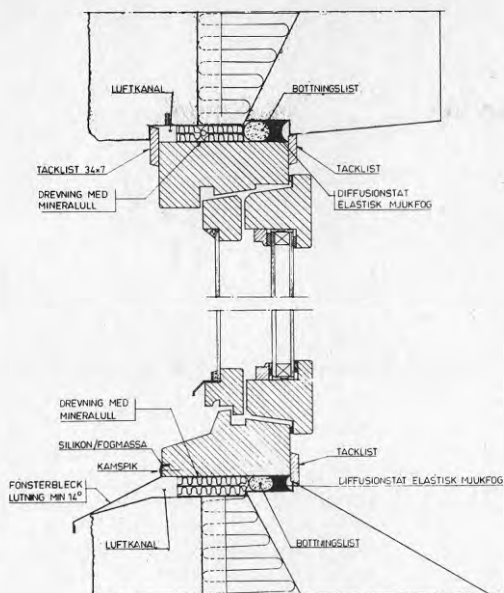 LUFTKANAL
BOTTNINGSLIST
TÄCKLIST 34×7
TÄCKLIST
DREVNING MED
MINERALULL
DIFFUSIONSTÄT
ELASTISK MJUKFOG
DREVNING MED
MINERALULL
SILIKON/FOGMASSA
KAMSPIK
TÄCKLIST
FÖNSTERBLECK
LUTNING MIN 14°
DIFFUSIONSTÄT ELASTISK MJUKFOG
LUFTKANAL
BOTTNINGSLIST